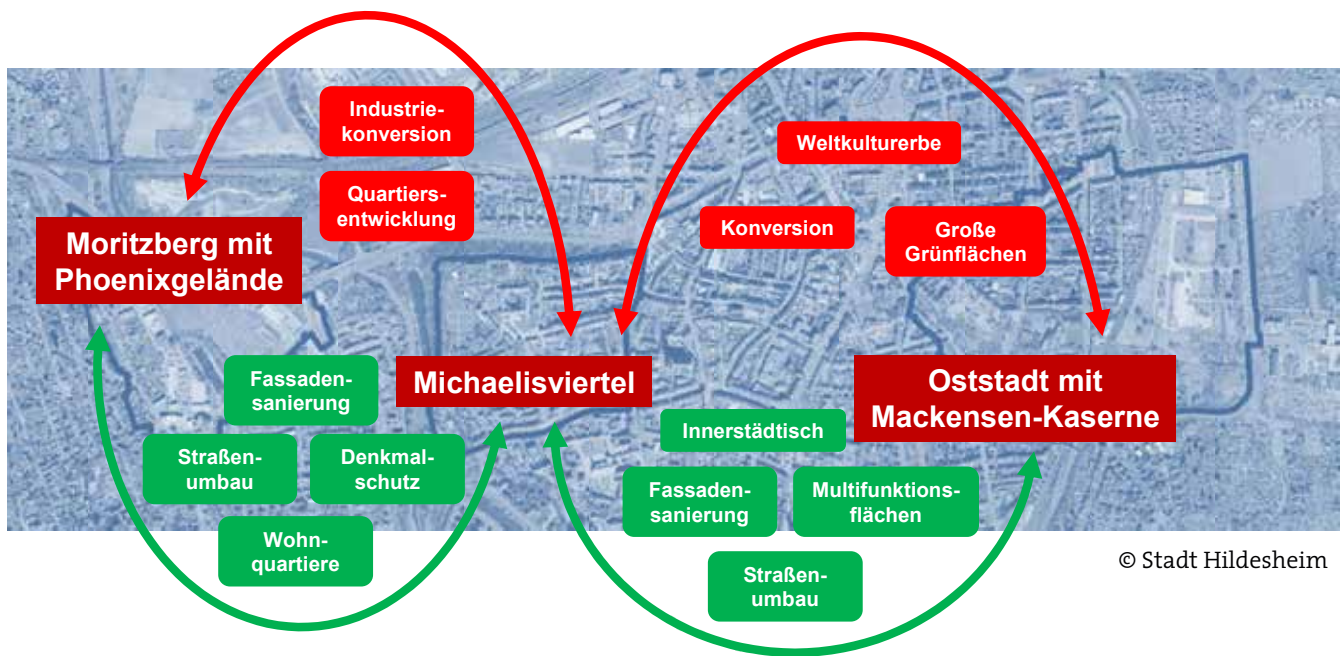 Industrie-
konversion
Weltkulturerbe
Quartiers-
entwicklung
Konversion
Große
Grünflächen
Moritzberg mit
Phoenixgelände
Michaelisviertel
Oststadt mit
Mackensen-Kaserne
Fassaden-
sanierung
Straßen-
umbau
Denkmal-
schutz
Wohn-
quartiere
Innerstädtisch
Fassaden-
sanierung
Multifunktions-
flächen
Straßen-
umbau
© Stadt Hildesheim